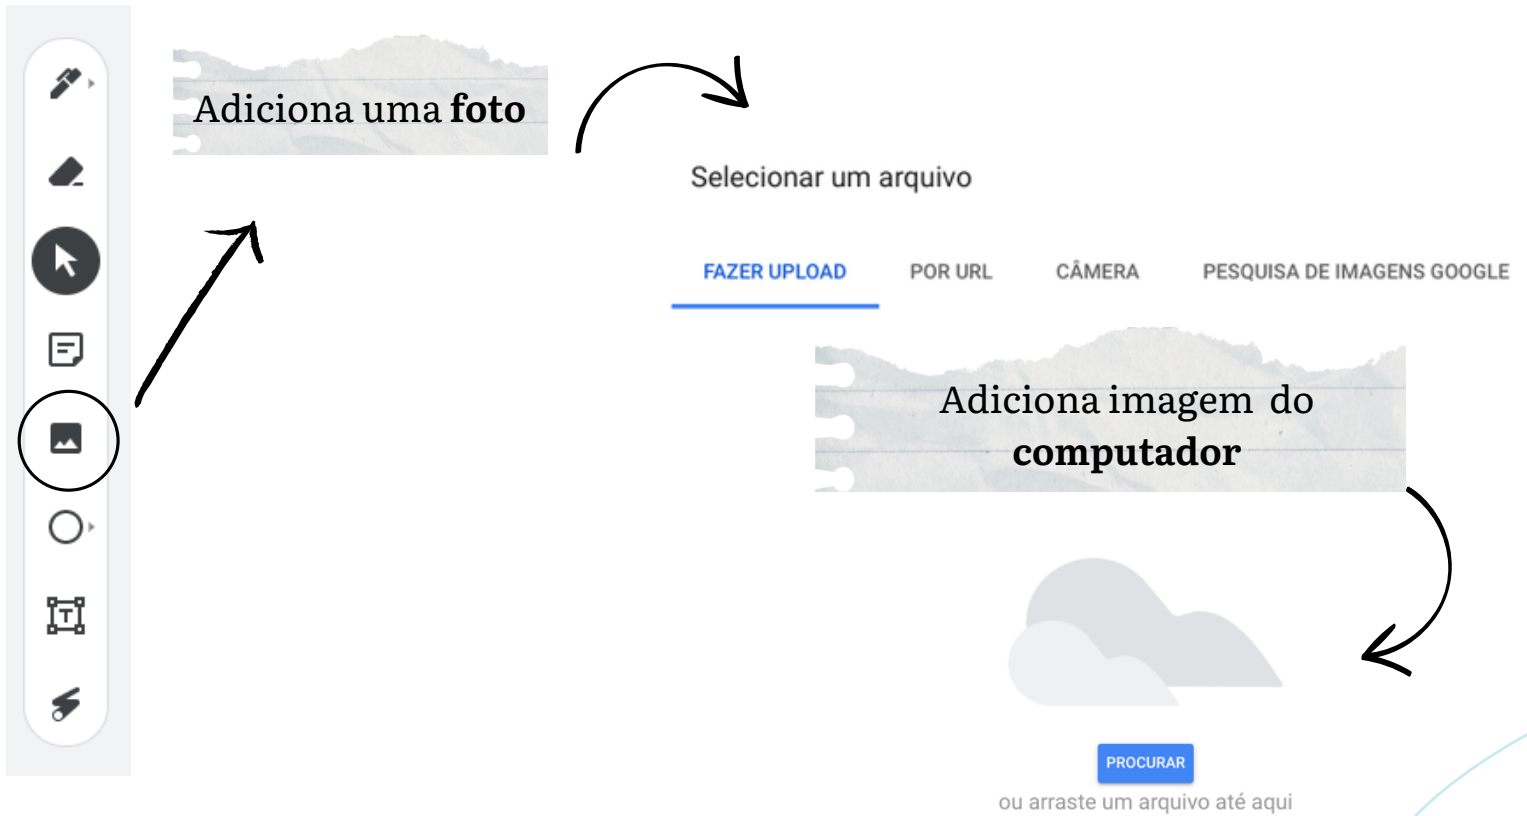 Adiciona uma foto
Selecionar um arquivo
FAZER UPLOAD POR URL CÂMERA PESQUISA DE IMAGENS GOOGLE
Adiciona imagem do
computador
T
PROCURAR
ou arraste um arquivo até aqui